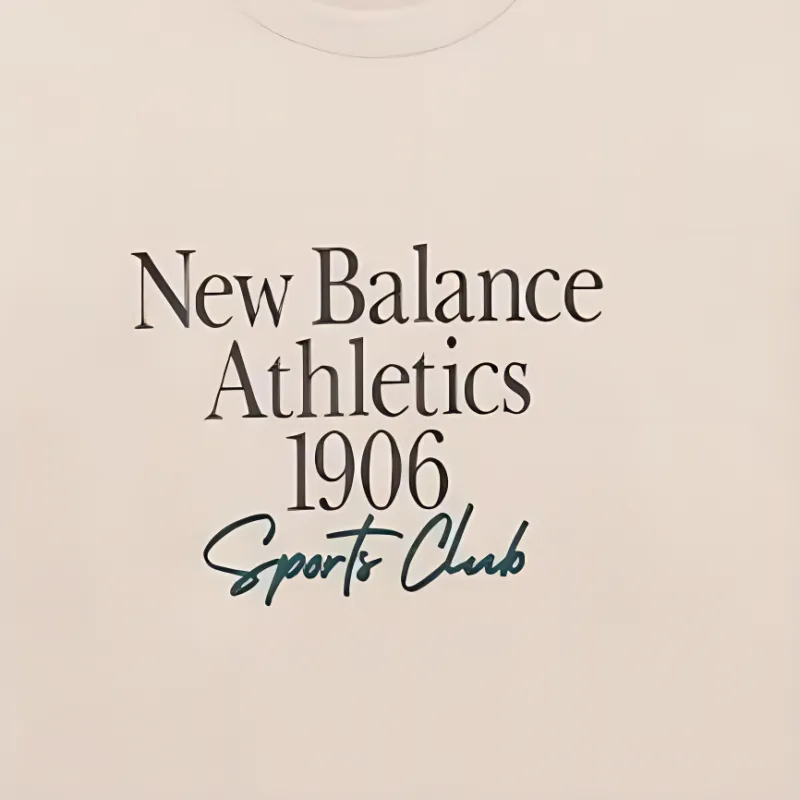 New Balance
Athletics
1906
Sports Club